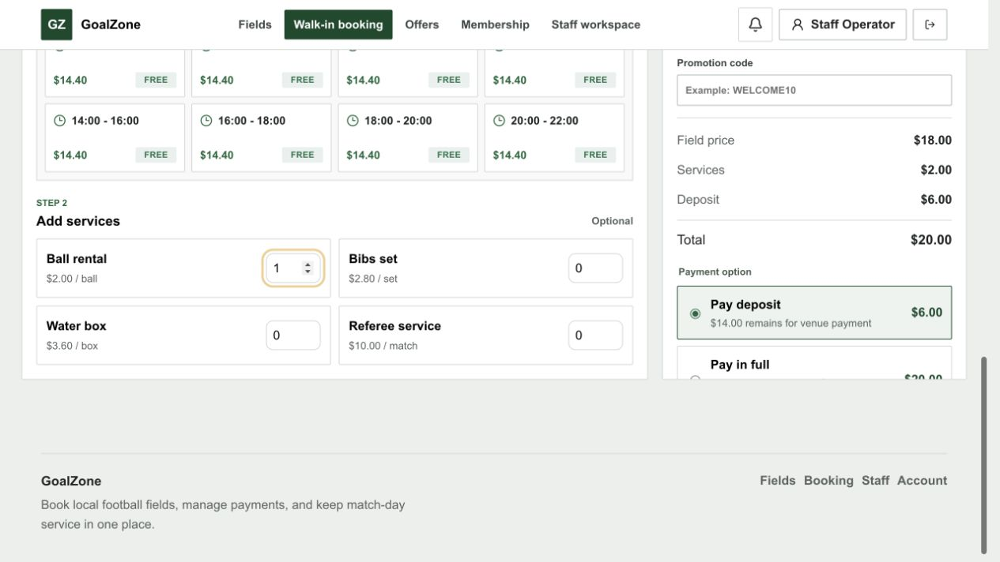 GZ GoalZone Fields Walk-in booking Offers Membership Staff workspace Staff Operator
$14.40 FREE $14.40 FREE $14.40 FREE $14.40 FREE
14:00 - 16:00 16:00 - 18:00 18:00 - 20:00 20:00 - 22:00
$14.40 FREE $14.40 FREE $14.40 FREE $14.40 FREE
STEP 2
Add services Optional
Ball rental
$2.00 / ball
1
Bibs set
$2.80 / set
0
Water box
$3.60 / box
0
Referee service
$10.00 / match
0
Promotion code
Example: WELCOME10
Field price $18.00
Services $2.00
Deposit $6.00
Total $20.00
Payment option
Pay deposit
$14.00 remains for venue payment
$6.00
Pay in full
$20.00
GoalZone
Book local football fields, manage payments, and keep match-day
service in one place.
Fields Booking Staff Account